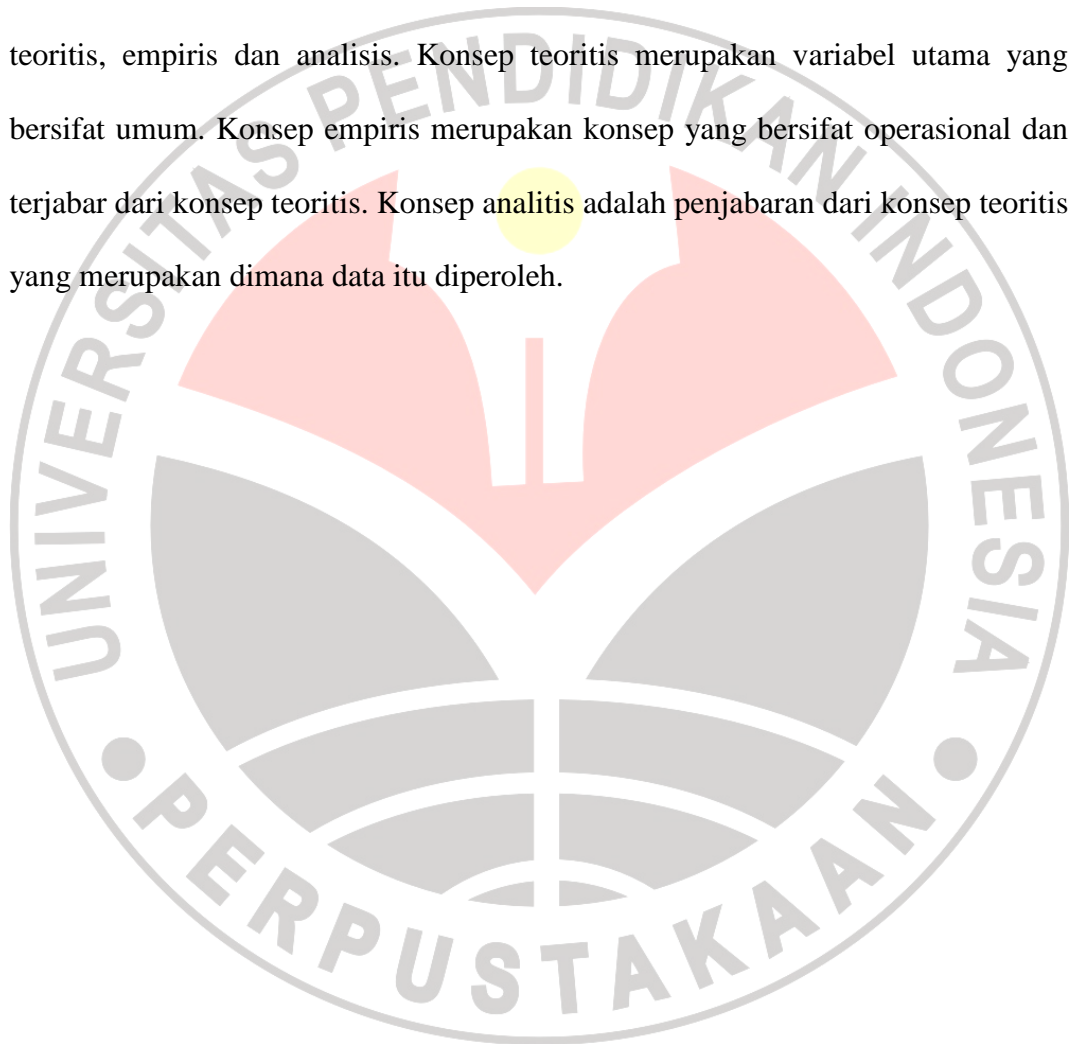 teoritis, empiris dan analisis. Konsep teoritis merupakan variabel utama yang
bersifat umum. Konsep empiris merupakan konsep yang bersifat operasional dan
terjabar dari konsep teoritis. Konsep analitis adalah penjabaran dari konsep teoritis
yang merupakan dimana data itu diperoleh.
UNIVERSITAS PENDIDIKAN INDONESIA
PERPUSTAKAAN